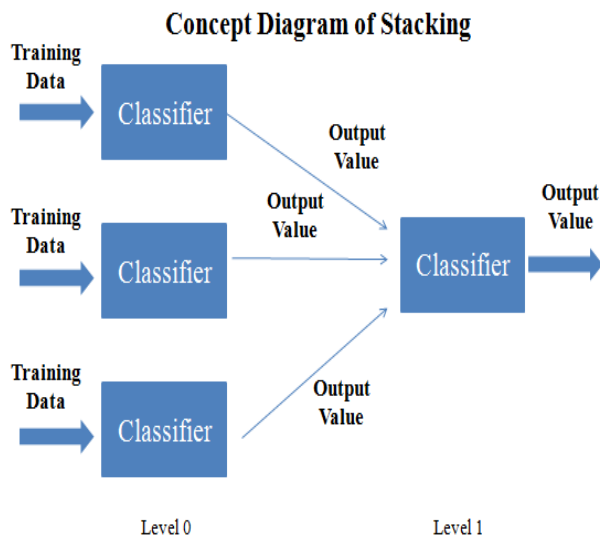 Concept Diagram of Stacking
Training
Data
Classifier
Output
Value
Training
Data
Classifier
Output
Value
Classifier
Output
Value
Training
Data
Classifier
Output
Value
Level 0
Level 1